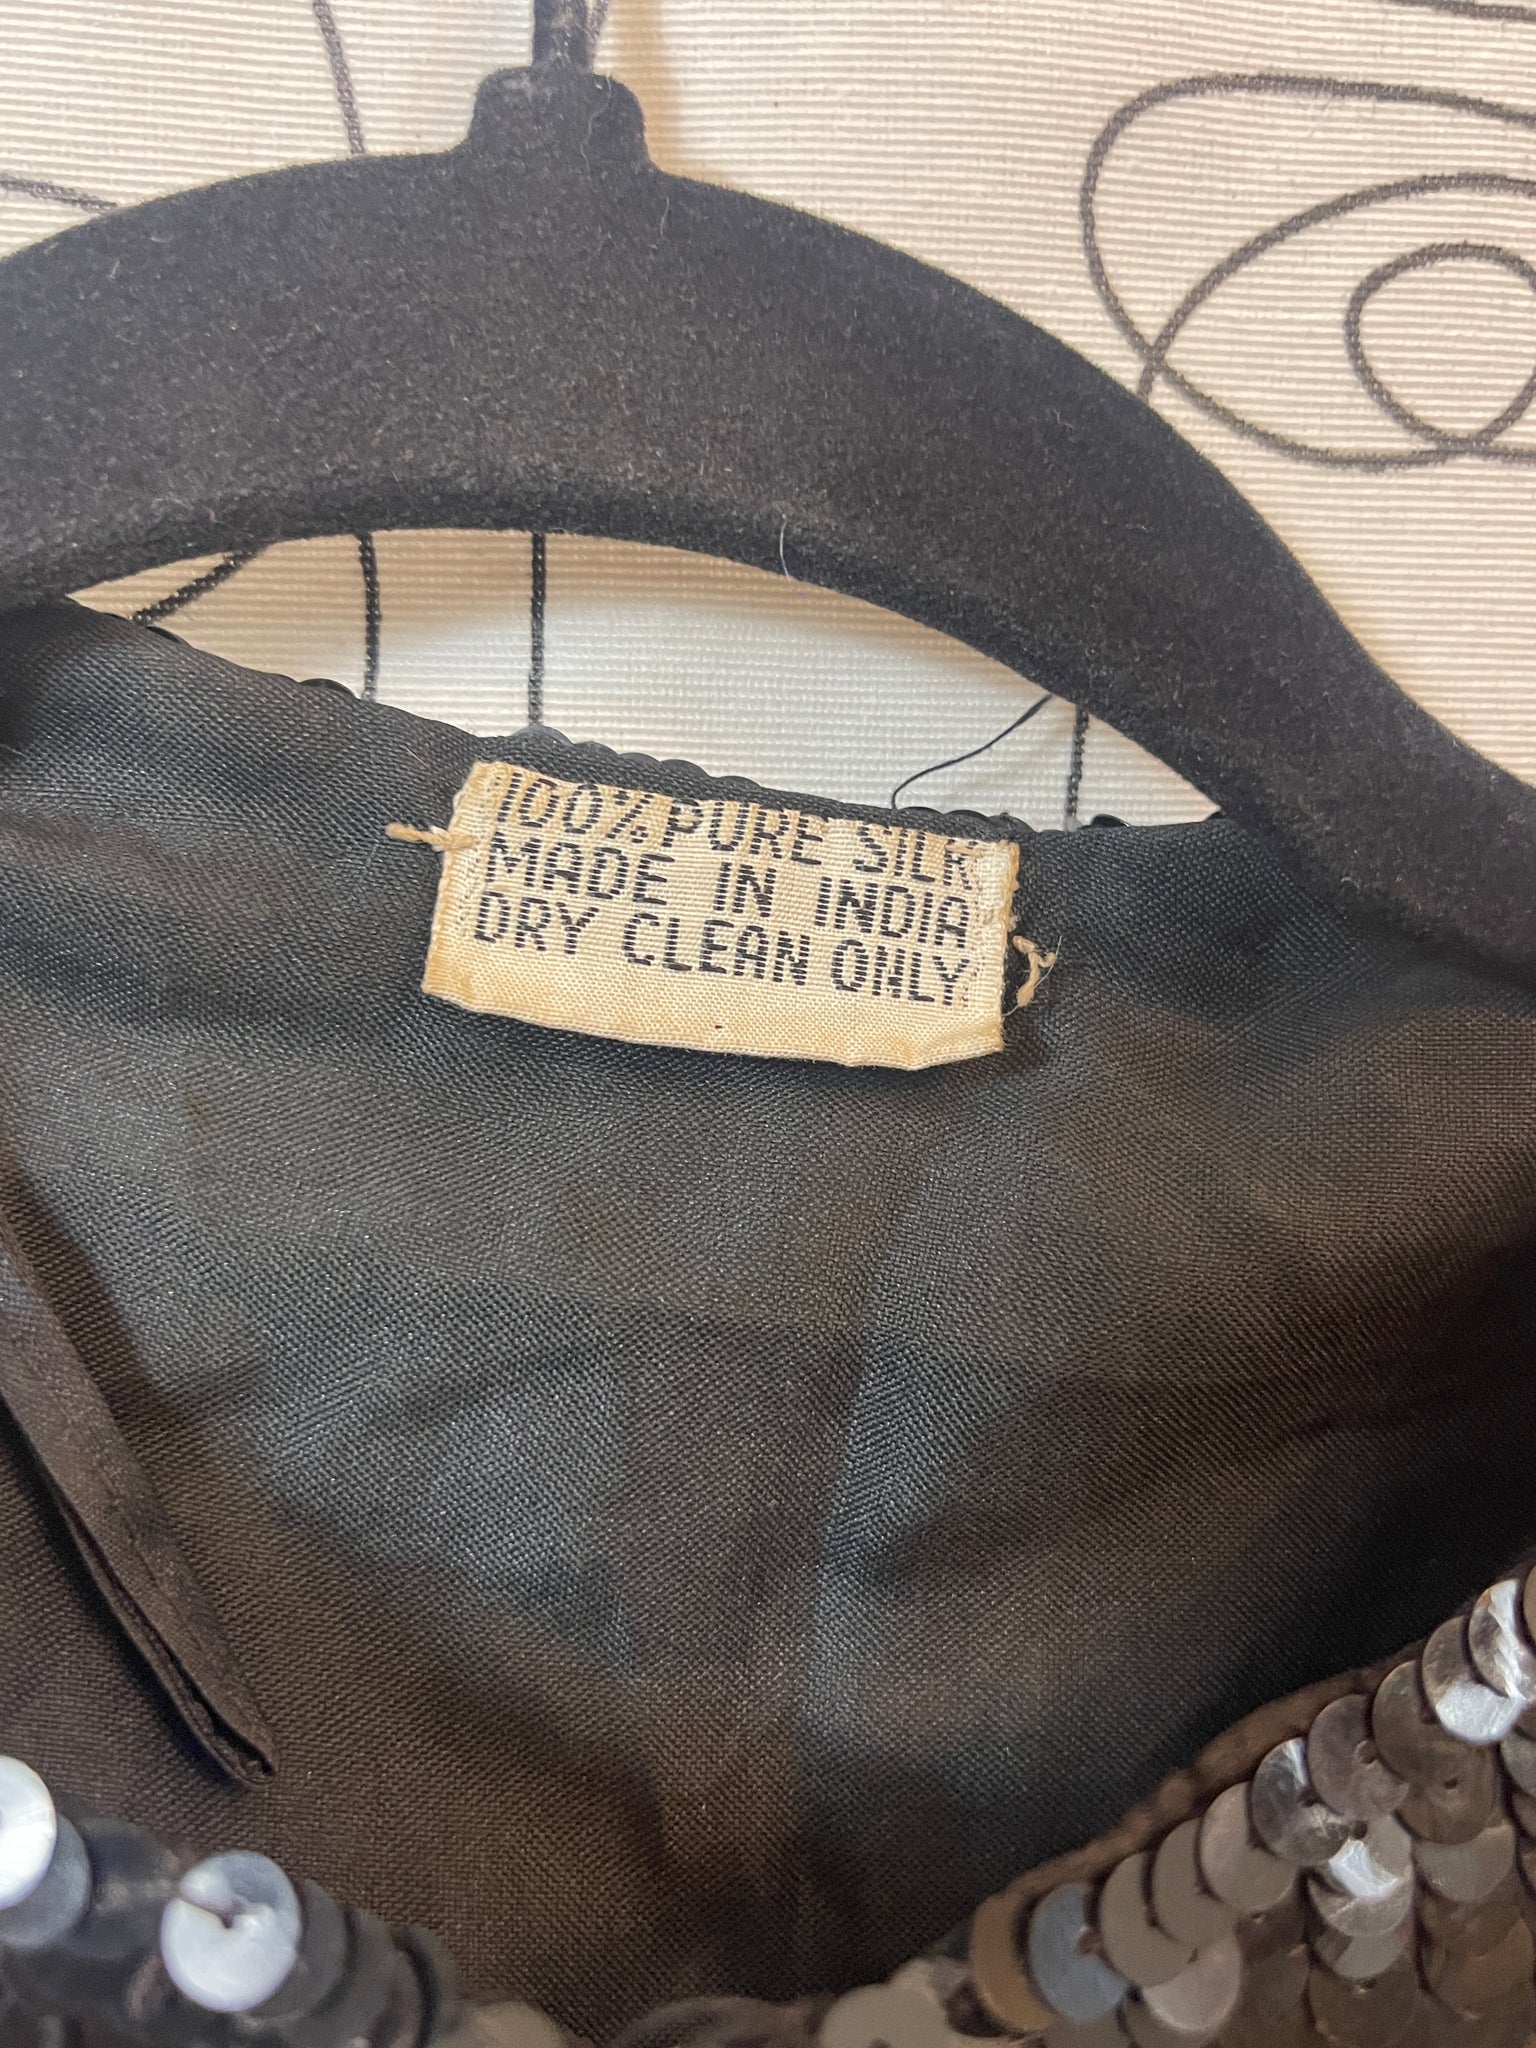 100% PURE SILK
MADE IN INDIA
DRY CLEAN ONLY